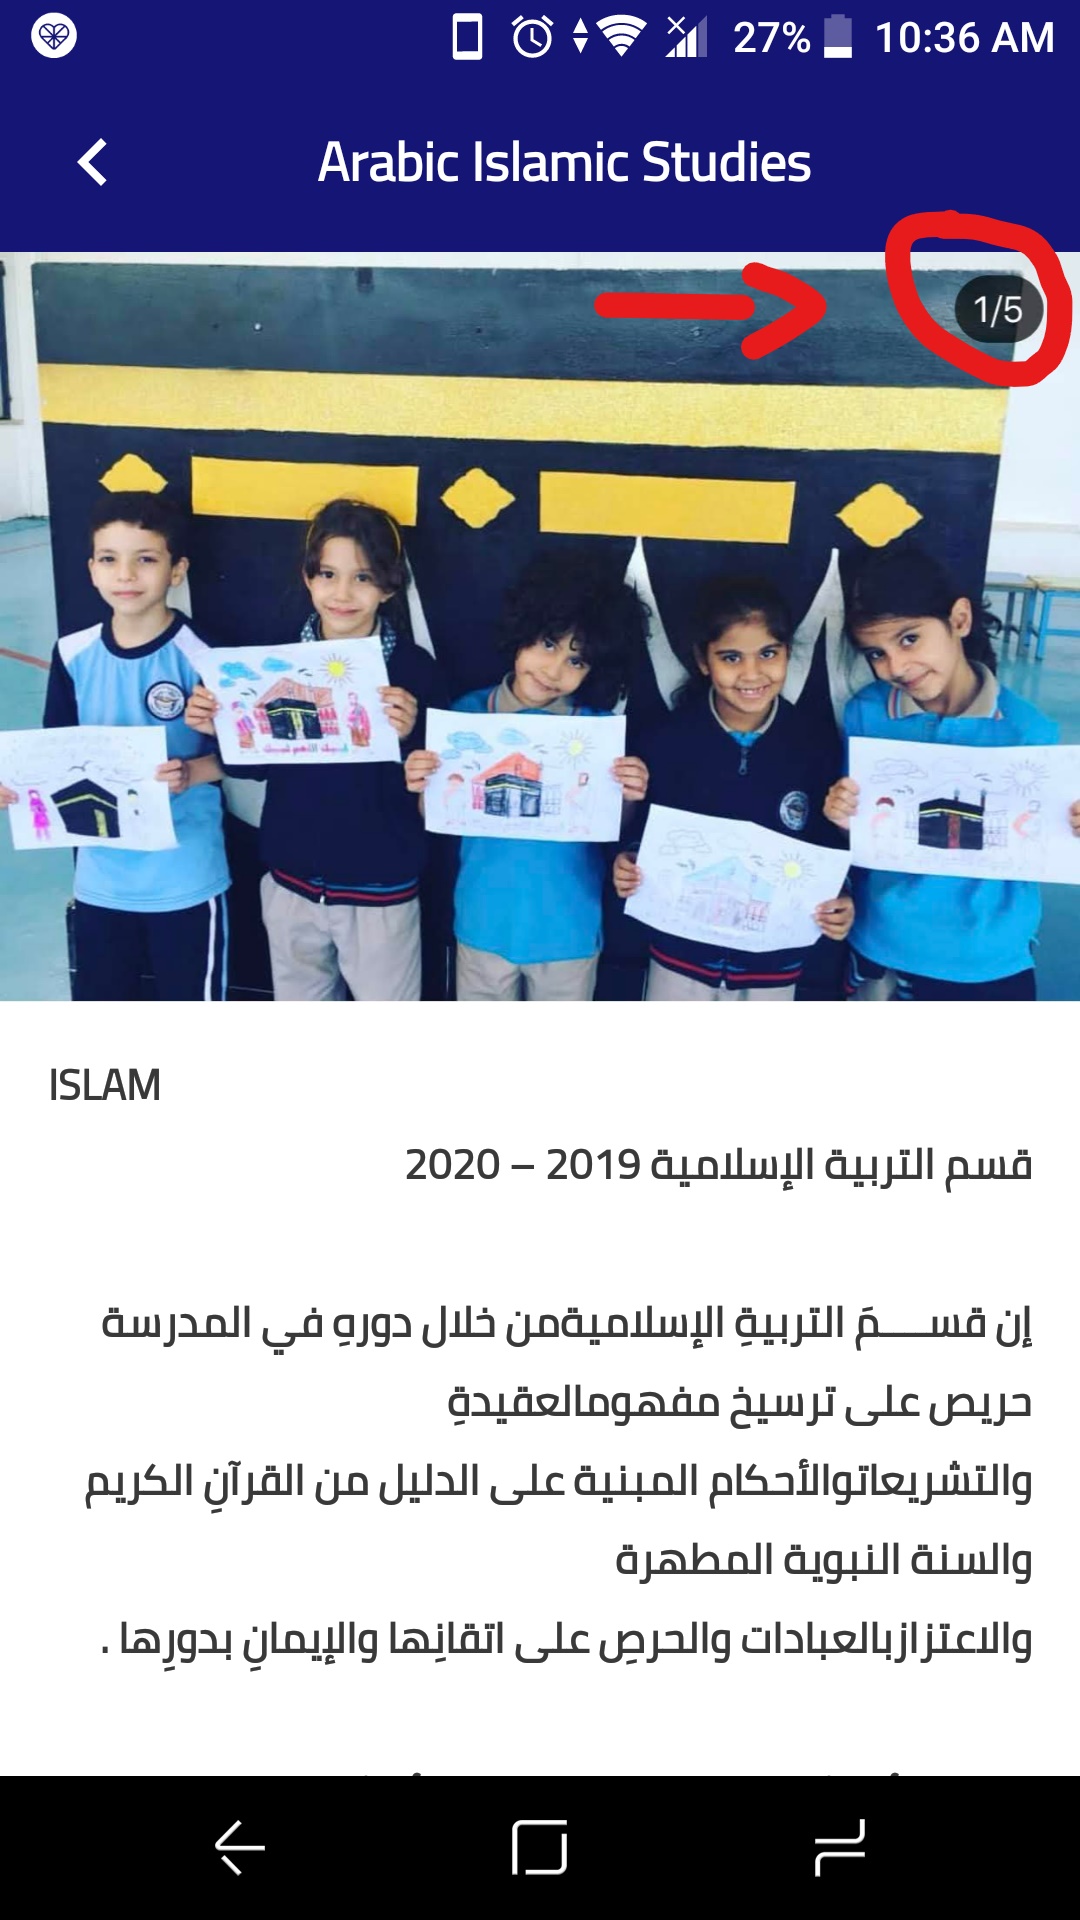 27% 10:36 AM
Arabic Islamic Studies
1/5
ISLAM
قسم التربية الإسلامية 2019 – 2020
إن قســـمَ التربيةِ الإسلاميةمن خلال دورهِ في المدرسة
حريص على ترسيخ مفهومالعقيدةِ
والتشريعاتوالأحكام المبنية على الدليل من القرآنِ الكريم
والسنة النبوية المطهرة
والاعتزازبالعبادات والحرصِ على اتقانِها والإيمانِ بدورِها .